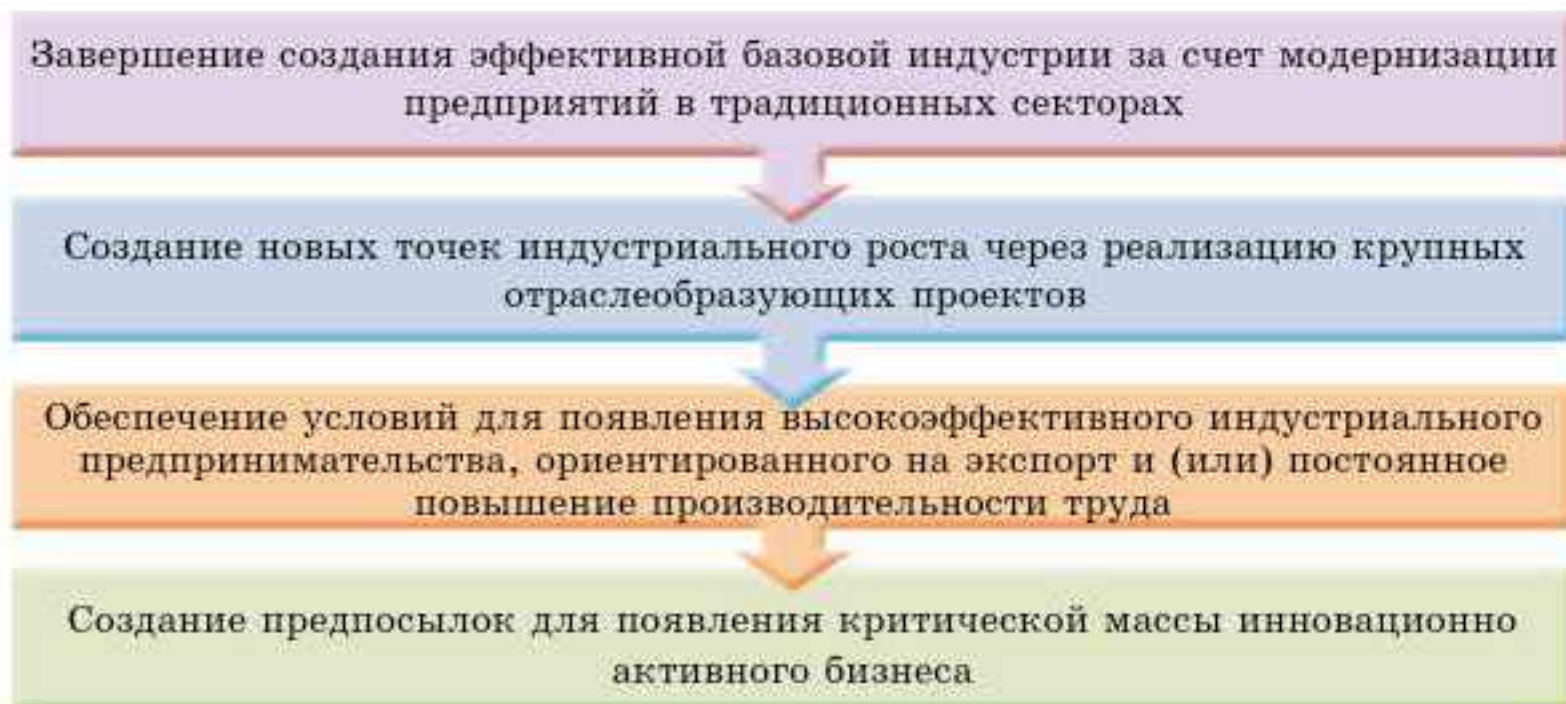 Завершение создания эффективной базовой индустрии за счет модернизации
предприятий в традиционных секторах
Создание новых точек индустриального роста через реализацию крупных
отраслеобразующих проектов
Обеспечение условий для появления высокоэффективного индустриального
предпринимательства, ориентированного на экспорт и (или) постоянное
повышение производительности труда
Создание предпосылок для появления критической массы инновационно
активного бизнеса